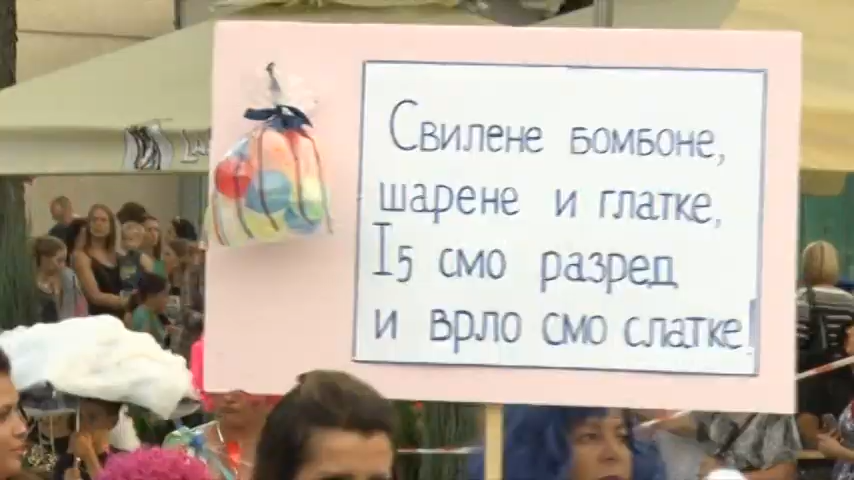 Свилене бомбоне,
шарене и глатке,
I5 смо разред
и врло смо слатке!